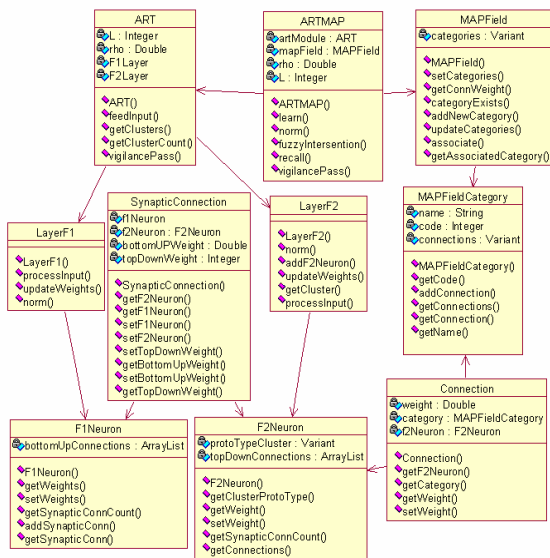 ART
L : Integer
rho : Double
F1Layer
F2Layer
ART()
feedInput()
getClusters()
getClusterCount()
vigilancePass()
ARTMAP
artModule : ART
mapField : MAPField
rho : Double
L : Integer
ARTMAP()
learn()
norm()
fuzzyIntersention()
recall()
vigilancePass()
MAPField
categories : Variant
MAPField()
setCategories()
getConnWeight()
categoryExists()
addNewCategory()
updateCategories()
associate()
getAssociatedCategory()
SynapticConnection
f1Neuron
f2Neuron : F2Neuron
bottomUPWeight : Double
topDownWeight : Integer
SynapticConnection()
getF2Neuron()
getF1Neuron()
setF1Neuron()
setF2Neuron()
setTopDownWeight()
getBottomUpWeight()
setBottomUpWeight()
getTopDownWeight()
LayerF2
LayerF2()
norm()
addF2Neuron()
updateWeights()
getCluster()
processInput()
MAPFieldCategory
name : String
code : Integer
connections : Variant
MAPFieldCategory()
getCode()
addConnection()
getConnections()
getConnection()
getName()
LayerF1
LayerF1()
processInput()
updateWeights()
norm()
F1Neuron
bottomUpConnections : ArrayList
F1Neuron()
getWeights()
setWeights()
getSynapticConnCount()
addSynapticConn()
getSynapticConn()
F2Neuron
protoTypeCluster : Variant
topDownConnections : ArrayList
F2Neuron()
getClusterProtoType()
getWeight()
setWeight()
getSynapticConnCount()
getConnections()
Connection
weight : Double
category : MAPFieldCategory
f2Neuron : F2Neuron
Connection()
getF2Neuron()
getCategory()
getWeight()
setWeight()